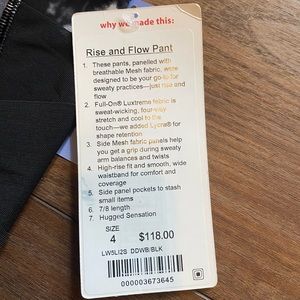 why we made this:
Rise and Flow Pant
1. These pants, panelled with
breathable Mesh fabric, were
designed to be your go-to for
sweaty practices—just rise and
flow
2. Full-On® Luxtreme fabric is
sweat-wicking, four-way
stretch and cool to the
touch—we added Lycra® for
shape retention
3. Side Mesh fabric panels help
you get a grip during sweaty
arm balances and twists
4. High-rise fit and smooth, wide
waistband for comfort and
coverage
5. Side panel pockets to stash
small items
6. 7/8 length
7. Hugged Sensation
SIZE
4 $118.00
LW5LI2S DDWB/BLK
000003673645